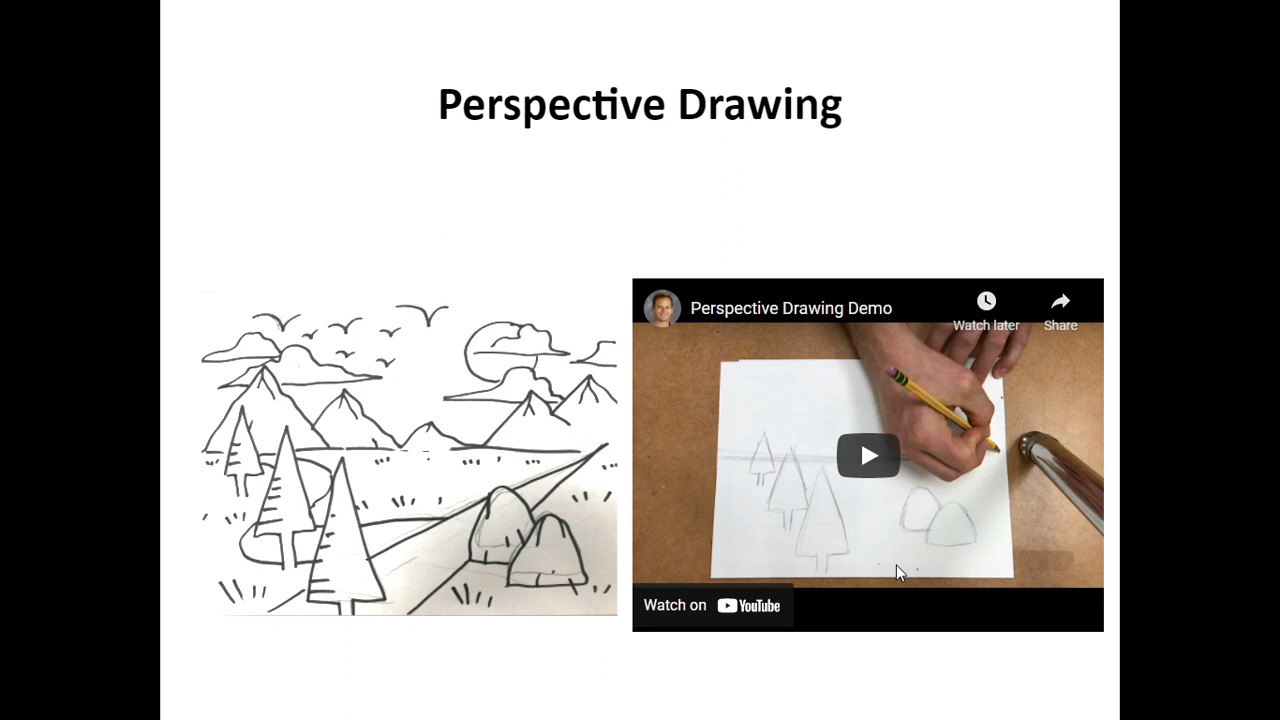 Perspective Drawing
Perspective Drawing Demo
Watch later
Share
Watch on YouTube